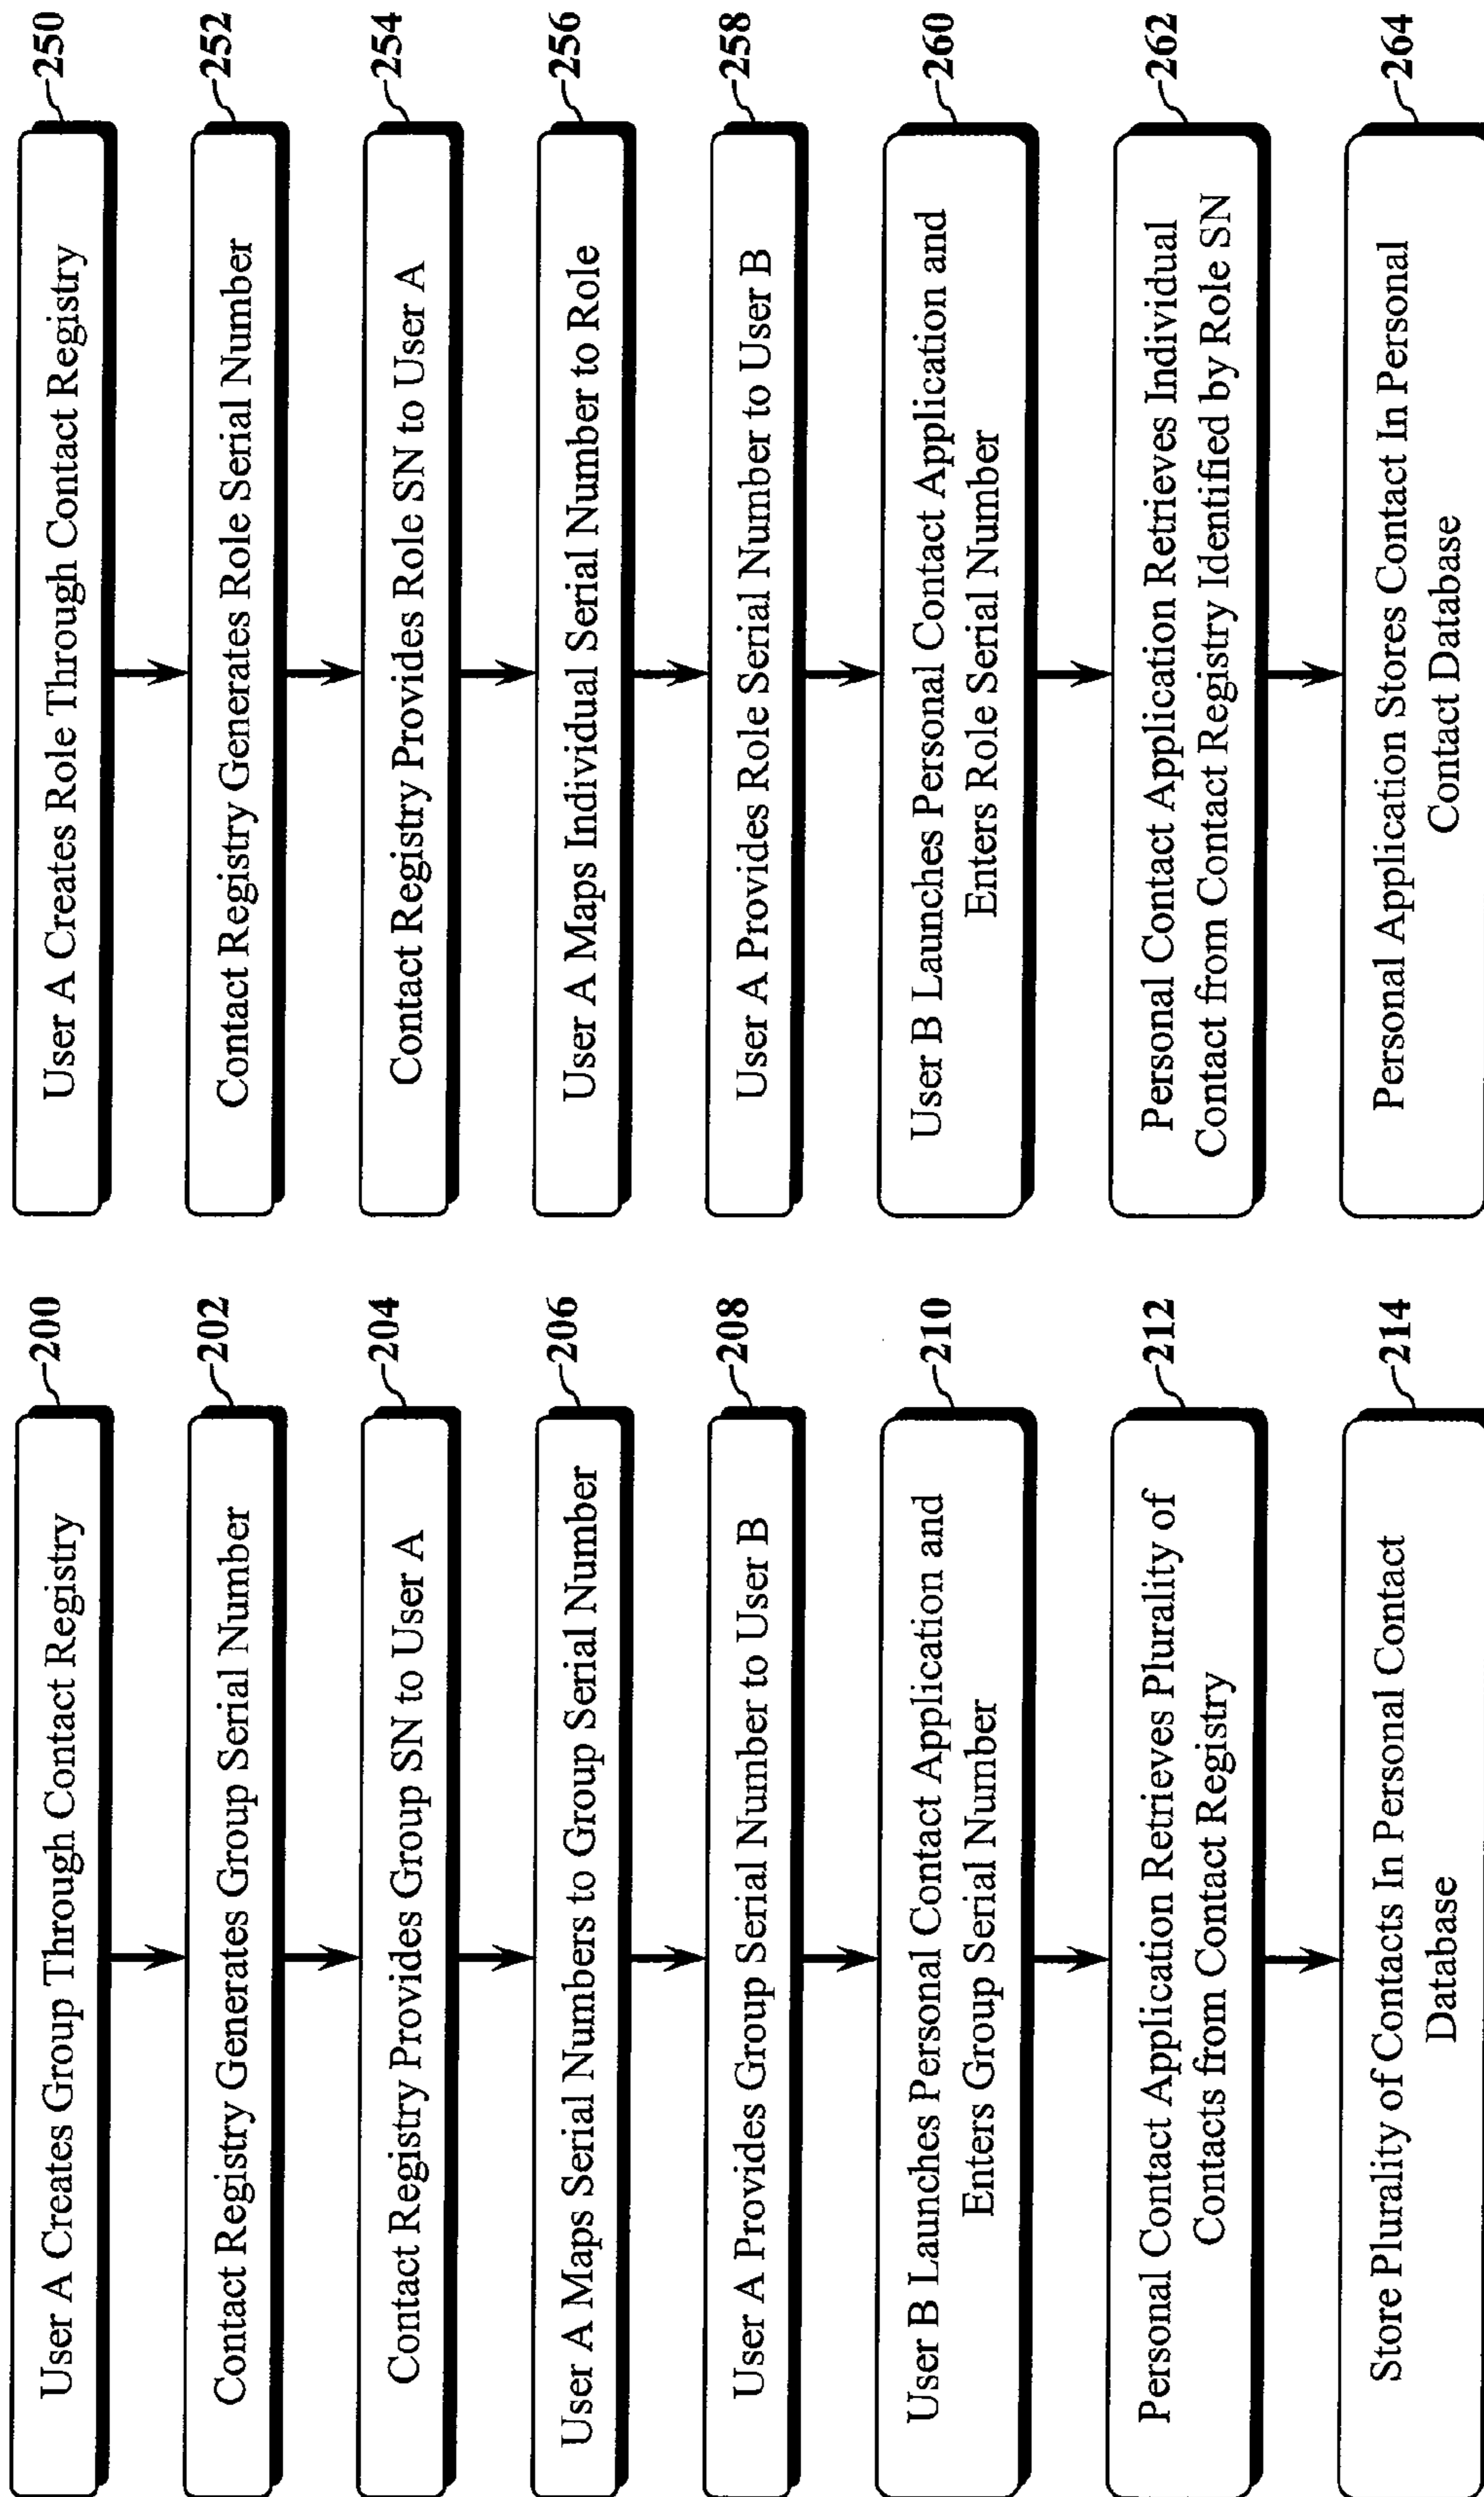 User A Creates Group Through Contact Registry
200
Contact Registry Generates Group Serial Number
202
Contact Registry Provides Group SN to User A
204
User A Maps Serial Numbers to Group Serial Number
206
User A Provides Group Serial Number to User B
208
User B Launches Personal Contact Application and
Enters Group Serial Number
210
Personal Contact Application Retrieves Plurality of
Contacts from Contact Registry
212
Store Plurality of Contacts In Personal Contact
Database
214
User A Creates Role Through Contact Registry
250
Contact Registry Generates Role Serial Number
252
Contact Registry Provides Role SN to User A
254
User A Maps Individual Serial Number to Role
256
User A Provides Role Serial Number to User B
258
User B Launches Personal Contact Application and
Enters Role Serial Number
260
Personal Contact Application Retrieves Individual
Contact from Contact Registry Identified by Role SN
262
Personal Application Stores Contact In Personal
Contact Database
264